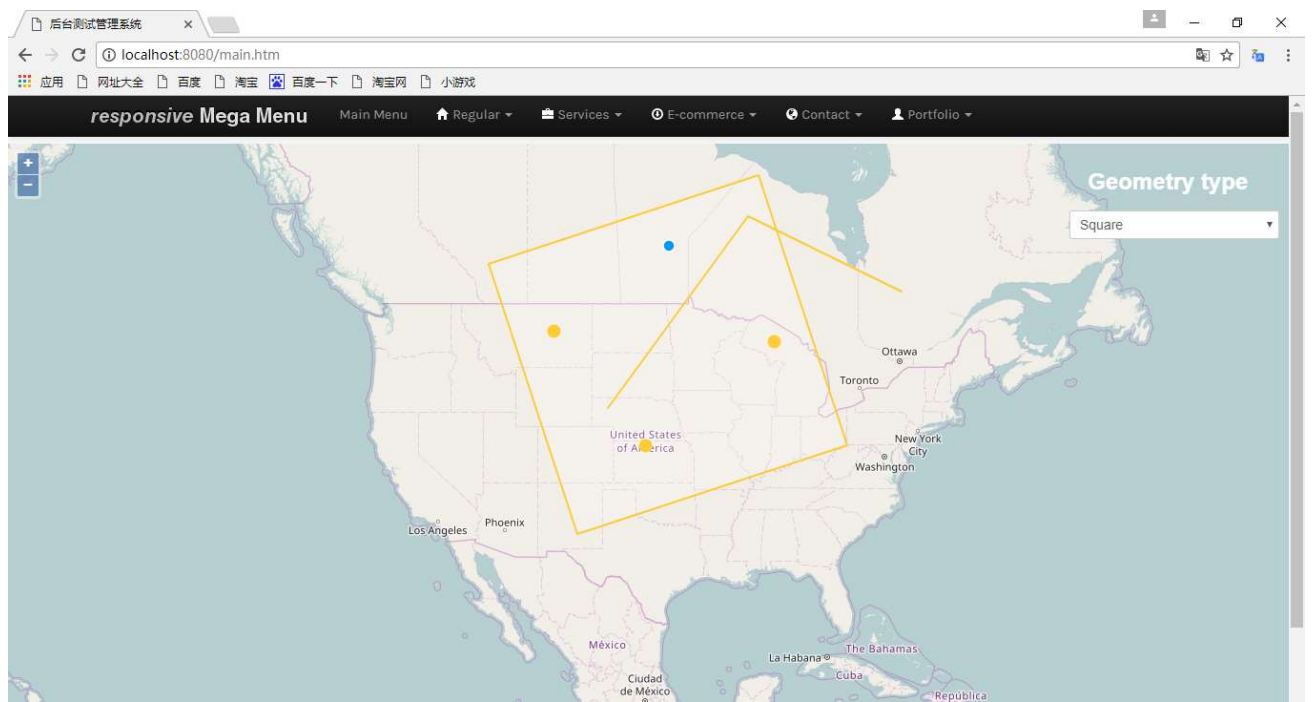 后台测试管理系统
localhost:8080/main.htm
应用 网址大全 百度 淘宝 百度一下 淘宝网 小游戏
responsive Mega Menu Main Menu Regular Services E-commerce Contact Portfolio
+
−
Geometry type
Square
Ottawa
Toronto
United States
of America
New York
City
Washington
Phoenix
Los Angeles
México
La Habana
The Bahamas
Cuba
Ciudad
de México
República